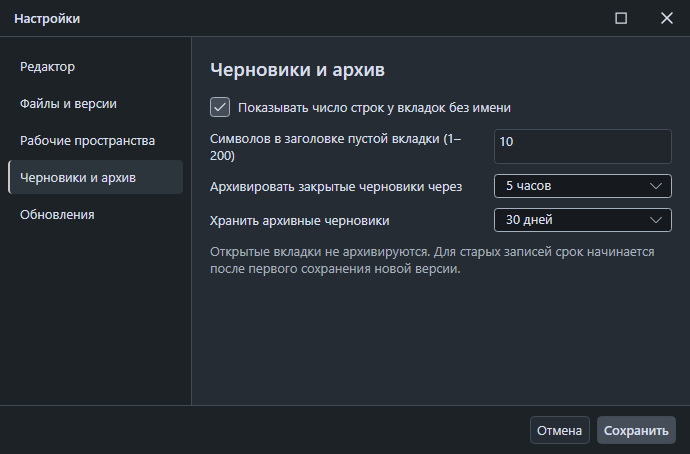 Настройки
Редактор
Файлы и версии
Рабочие пространства
Черновики и архив
Обновления
Черновики и архив
Показывать число строк у вкладок без имени
Символов в заголовке пустой вкладки (1–
200)
10
Архивировать закрытые черновики через
5 часов
Хранить архивные черновики
30 дней
Открытые вкладки не архивируются. Для старых записей срок начинается
после первого сохранения новой версии.
Отмена
Сохранить